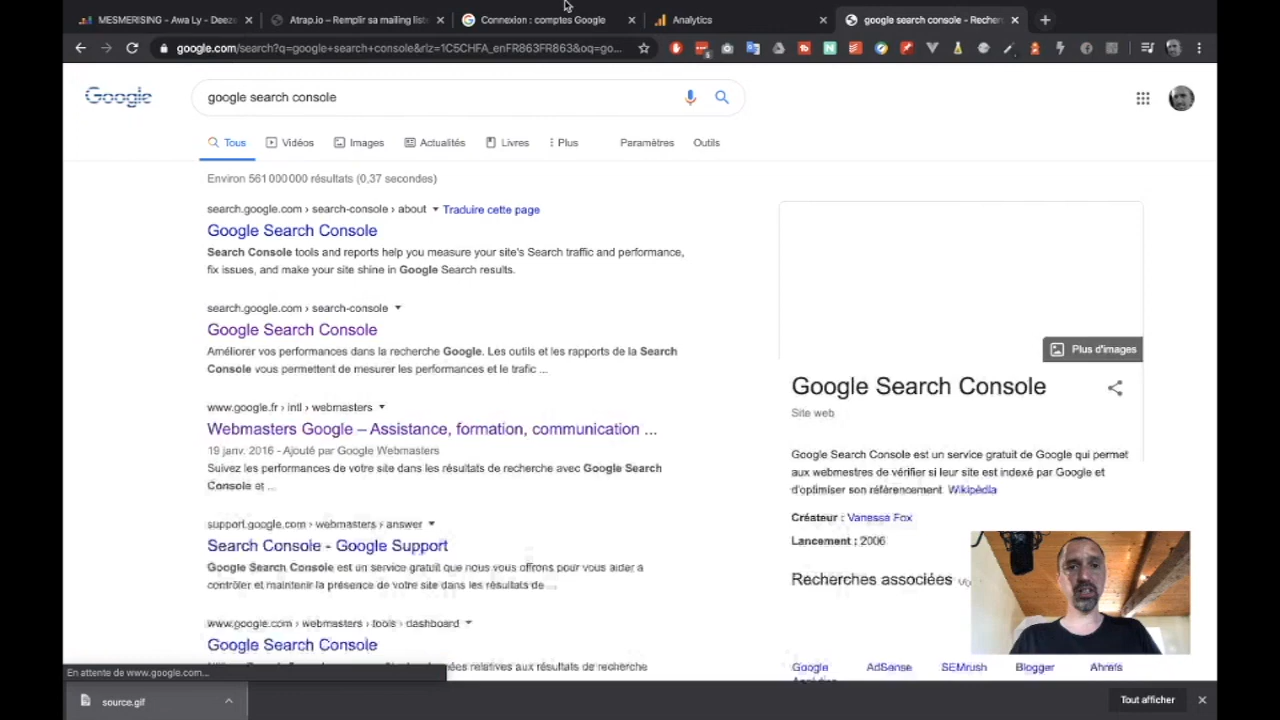 MESMERISING - Awa Ly - Deeze
Atrap.io – Remplir sa mailing liste
Connexion : comptes Google
Analytics
google search console - Recher
google.com/search?q=google+search+console&rlz=1C5CHFA_enFR863FR863&oq=go...
Google
google search console
Tous
Vidéos
Images
Actualités
Livres
Plus
Paramètres
Outils
Environ 561 000 000 résultats (0,37 secondes)
search.google.com › search-console › about
Traduire cette page
Google Search Console
Search Console tools and reports help you measure your site's Search traffic and performance,
fix issues, and make your site shine in Google Search results.
search.google.com › search-console
Google Search Console
Améliorer vos performances dans la recherche Google. Les outils et les rapports de la Search
Console vous permettent de mesurer les performances et le trafic ...
www.google.fr › intl › webmasters
Webmasters Google – Assistance, formation, communication ...
19 janv. 2016 - Ajouté par Google Webmasters
Suivez les performances de votre site dans les résultats de recherche avec Google Search
Console et ...
support.google.com › webmasters › answer
Search Console - Google Support
Google Search Console est un service gratuit que nous vous offrons pour vous aider à
contrôler et maintenir la présence de votre site dans les résultats de ...
www.google.com › webmasters › tools › dashboard
Google Search Console
données relatives aux résultats de recherche
Plus d'images
Google Search Console
Site web
Google Search Console est un service gratuit de Google qui permet
aux webmestres de vérifier si leur site est indexé par Google et
d'optimiser son référencement. Wikipédia
Créateur : Vanessa Fox
Lancement : 2006
Recherches associées
Google
Analytics
AdSense
SEMrush
Blogger
Ahrefs
En attente de www.google.com...
source.gif
Tout afficher